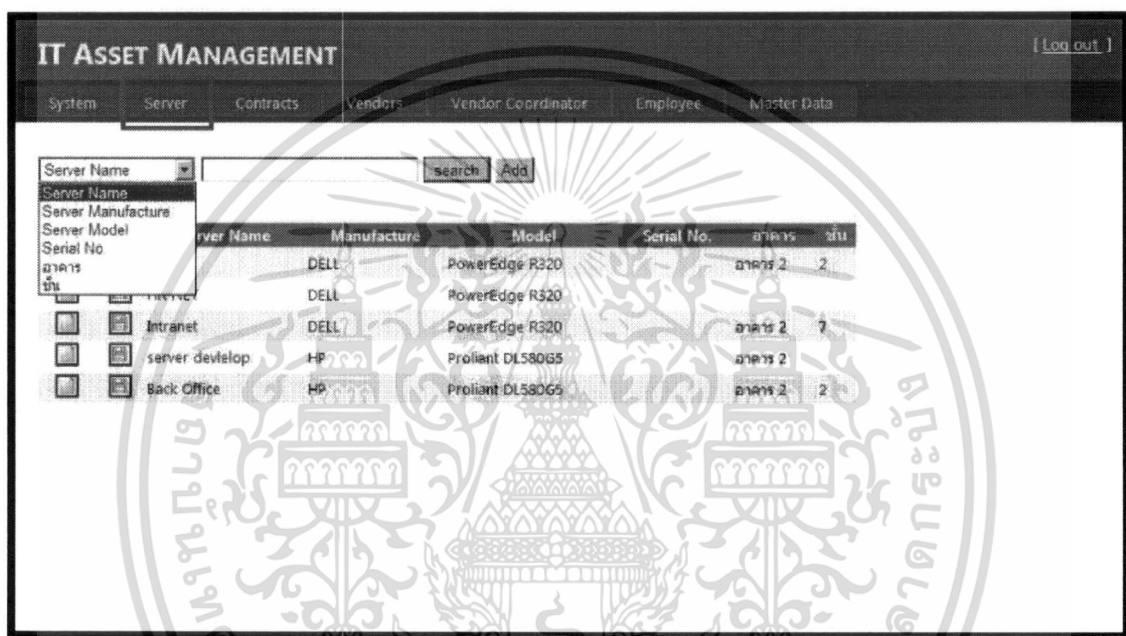 IT ASSET MANAGEMENT
[ Log out ]
System Server Contracts Vendors Vendor Coordinator Employee Master Data
Server Name search Add
Server Name
Server Manufacture
Server Model
Serial No.
อาคาร
ชั้น
rver Name Manufacture Model Serial No. อาคาร ชั้น
DELL PowerEdge R320 อาคาร 2 2
DELL PowerEdge R320
Intranet DELL PowerEdge R320 อาคาร 2 7
server devlelop HP Proliant DL580G5 อาคาร 2
Back Office HP Proliant DL580G5 อาคาร 2 2